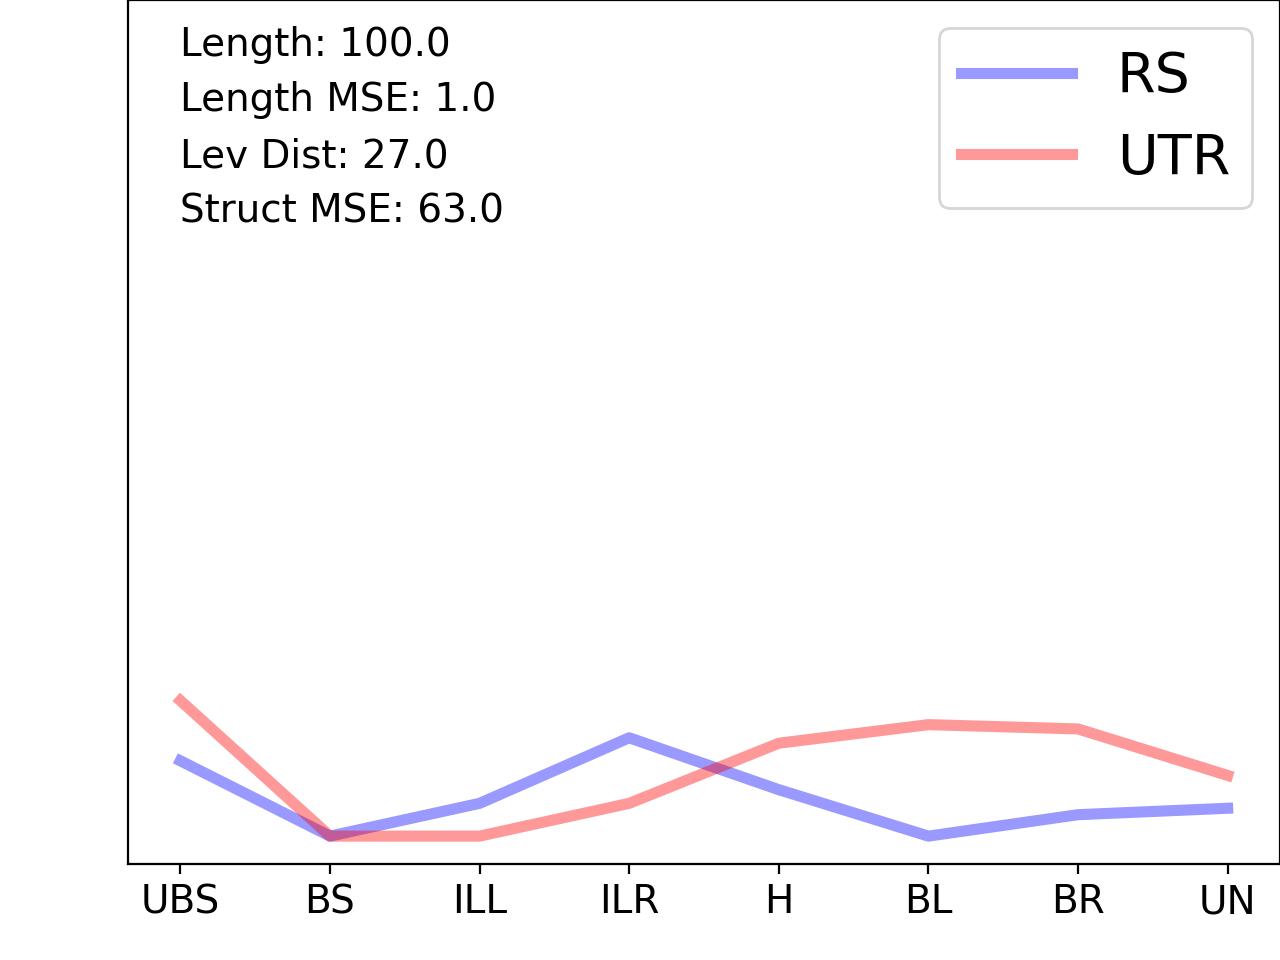 Length: 100.0
Length MSE: 1.0
Lev Dist: 27.0
Struct MSE: 63.0
RS
UTR
UBS BS ILL ILR H BL BR UN